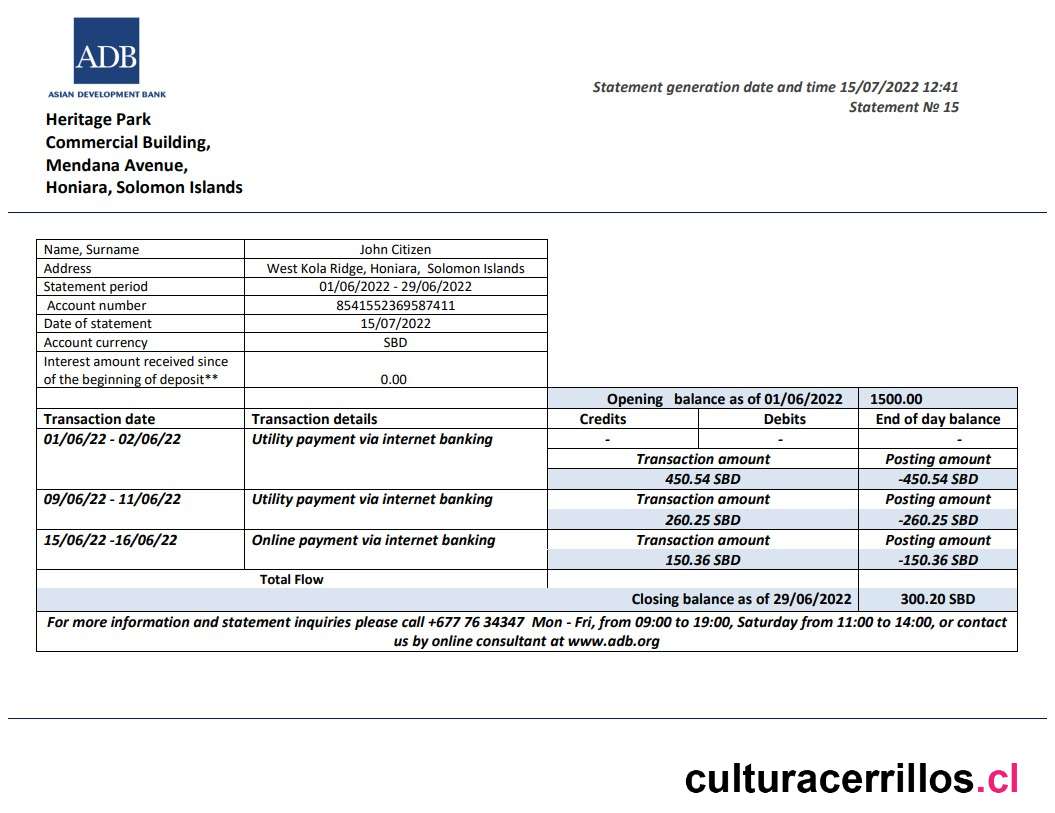 ADB
ASIAN DEVELOPMENT BANK
Statement generation date and time 15/07/2022 12:41
Statement № 15
Heritage Park
Commercial Building,
Mendana Avenue,
Honiara, Solomon Islands
Name, Surname John Citizen
Address West Kola Ridge, Honiara, Solomon Islands
Statement period 01/06/2022 - 29/06/2022
Account number 8541552369587411
Date of statement 15/07/2022
Account currency SBD
Interest amount received since
of the beginning of deposit** 0.00
Opening balance as of 01/06/2022 1500.00
Transaction date Transaction details Credits Debits End of day balance
01/06/22 - 02/06/22 Utility payment via internet banking - - -
Transaction amount Posting amount
450.54 SBD -450.54 SBD
09/06/22 - 11/06/22 Utility payment via internet banking Transaction amount Posting amount
260.25 SBD -260.25 SBD
15/06/22 -16/06/22 Online payment via internet banking Transaction amount Posting amount
150.36 SBD -150.36 SBD
Total Flow
Closing balance as of 29/06/2022 300.20 SBD
For more information and statement inquiries please call +677 76 34347 Mon - Fri, from 09:00 to 19:00, Saturday from 11:00 to 14:00, or contact
us by online consultant at www.adb.org
culturacerrillos.cl